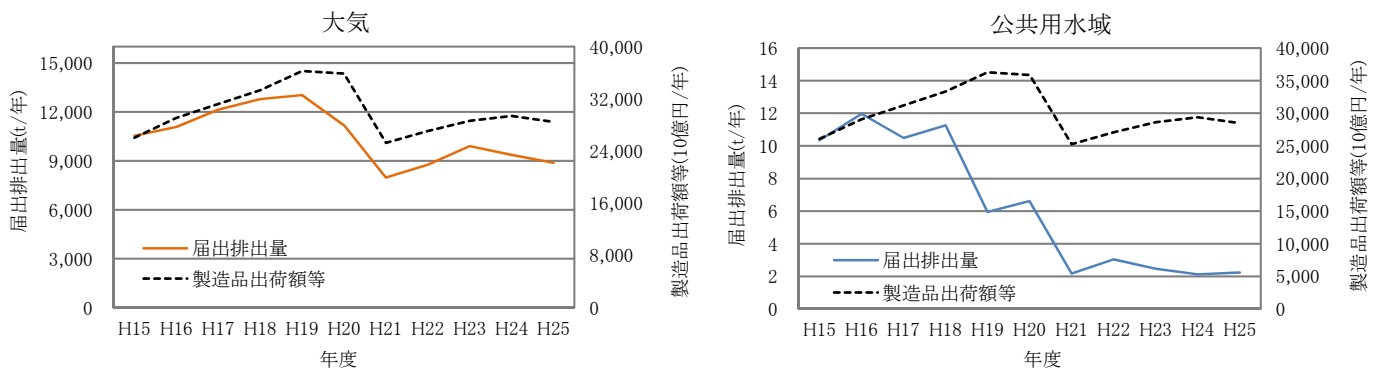 大気
届出排出量(t/年)
15,000
12,000
9,000
6,000
3,000
0
40,000
32,000
24,000
16,000
8,000
0
製造品出荷額等(10億円/年)
届出排出量
製造品出荷額等
H15 H16 H17 H18 H19 H20 H21 H22 H23 H24 H25
年度
公共用水域
届出排出量(t/年)
16
14
12
10
8
6
4
2
0
40,000
35,000
30,000
25,000
20,000
15,000
10,000
5,000
0
製造品出荷額等(10億円/年)
届出排出量
製造品出荷額等
H15 H16 H17 H18 H19 H20 H21 H22 H23 H24 H25
年度